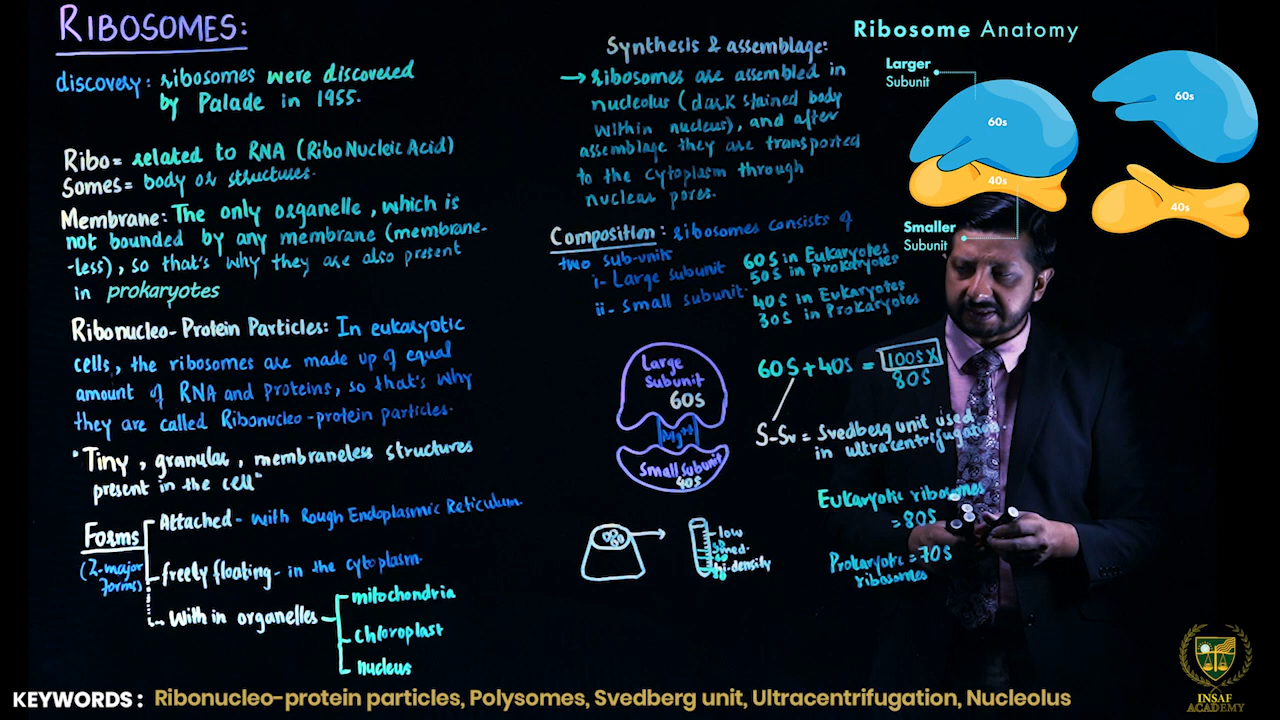 RIBOSOMES:
discovery: ribosomes were discovered
by Palade in 1955.
Ribo = related to RNA (Ribo Nucleic Acid)
Somes = body or structures.
Membrane: The only organelle, which is
not bounded by any membrane (membrane-
-less), so that's why they are also present
in prokaryotes
Ribonucleo-Protein Particles: In eukaryotic
cells, the ribosomes are made up of equal
amount of RNA and proteins, so that's why
they are called Ribonucleo-protein particles.
"Tiny, granular, membraneless structures
present in the cell"
Forms
(2-major
forms)
Attached - with Rough Endoplasmic Reticulum.
freely floating - in the cytoplasm.
With in organelles
mitochondria
chloroplast
nucleus
Synthesis & assemblage:
→ ribosomes are assembled in
nucleolus (dark stained body
within nucleus), and after
assemblage they are transported
to the cytoplasm through
nuclear pores.
Composition: ribosomes consists of
two sub-units
i- Large subunit 60S in Eukaryotes
50S in Prokaryotes
ii- Small subunit. 40S in Eukaryotes
30S in Prokaryotes
Large
Subunit
60S
Mg++
Small subunit
40S
60S + 40S = 100S X
80S
S-Sv = Svedberg unit used
in ultracentrifugation.
low
med-
hi-density
Eukaryotic ribosomes
= 80S
Prokaryotic = 70S
ribosomes
Ribosome Anatomy
Larger
Subunit
60s
40s
Smaller
Subunit
60s
40s
KEYWORDS : Ribonucleo-protein particles, Polysomes, Svedberg unit, Ultracentrifugation, Nucleolus
INSAF
ACADEMY